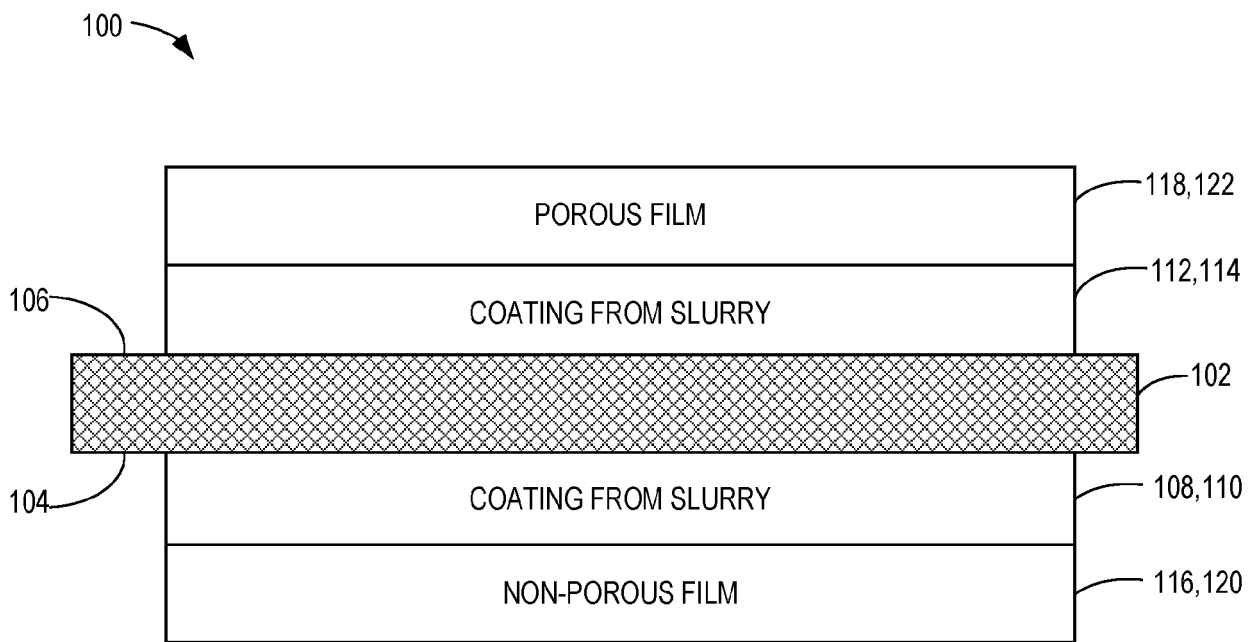 100
POROUS FILM
118,122
COATING FROM SLURRY
112,114
106
102
104
COATING FROM SLURRY
108,110
NON-POROUS FILM
116,120